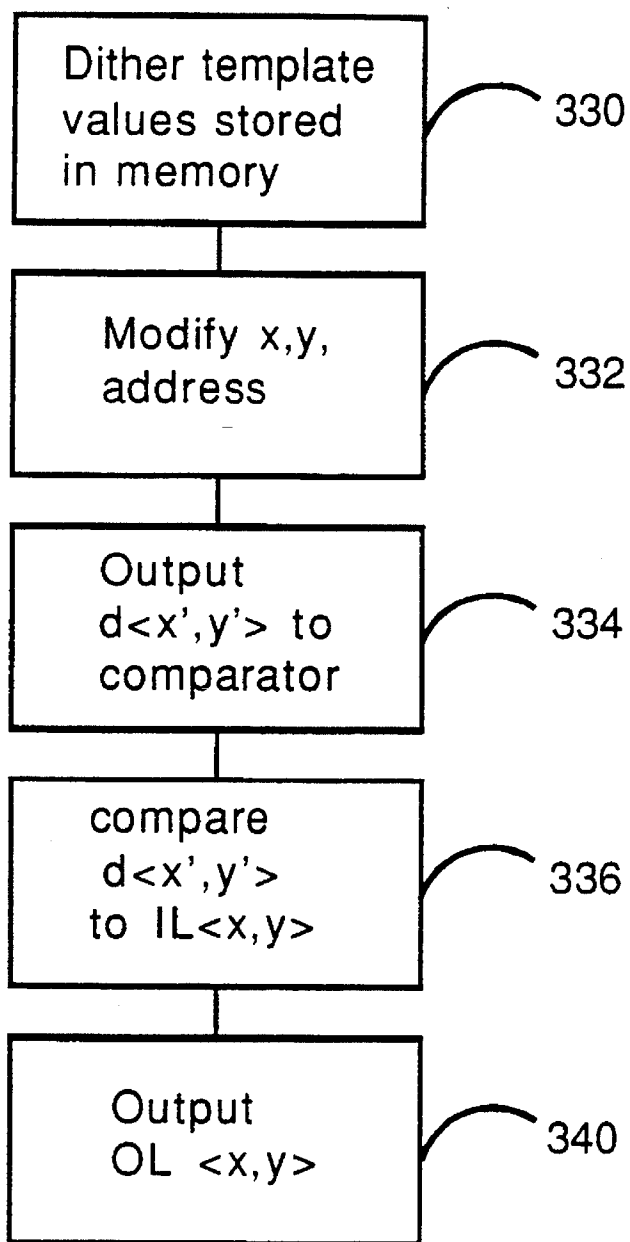 Dither template
values stored
in memory
330
Modify x,y,
address
332
Output
d<x',y'> to
comparator
334
compare
d<x',y'>
to IL<x,y>
336
Output
OL <x,y>
340